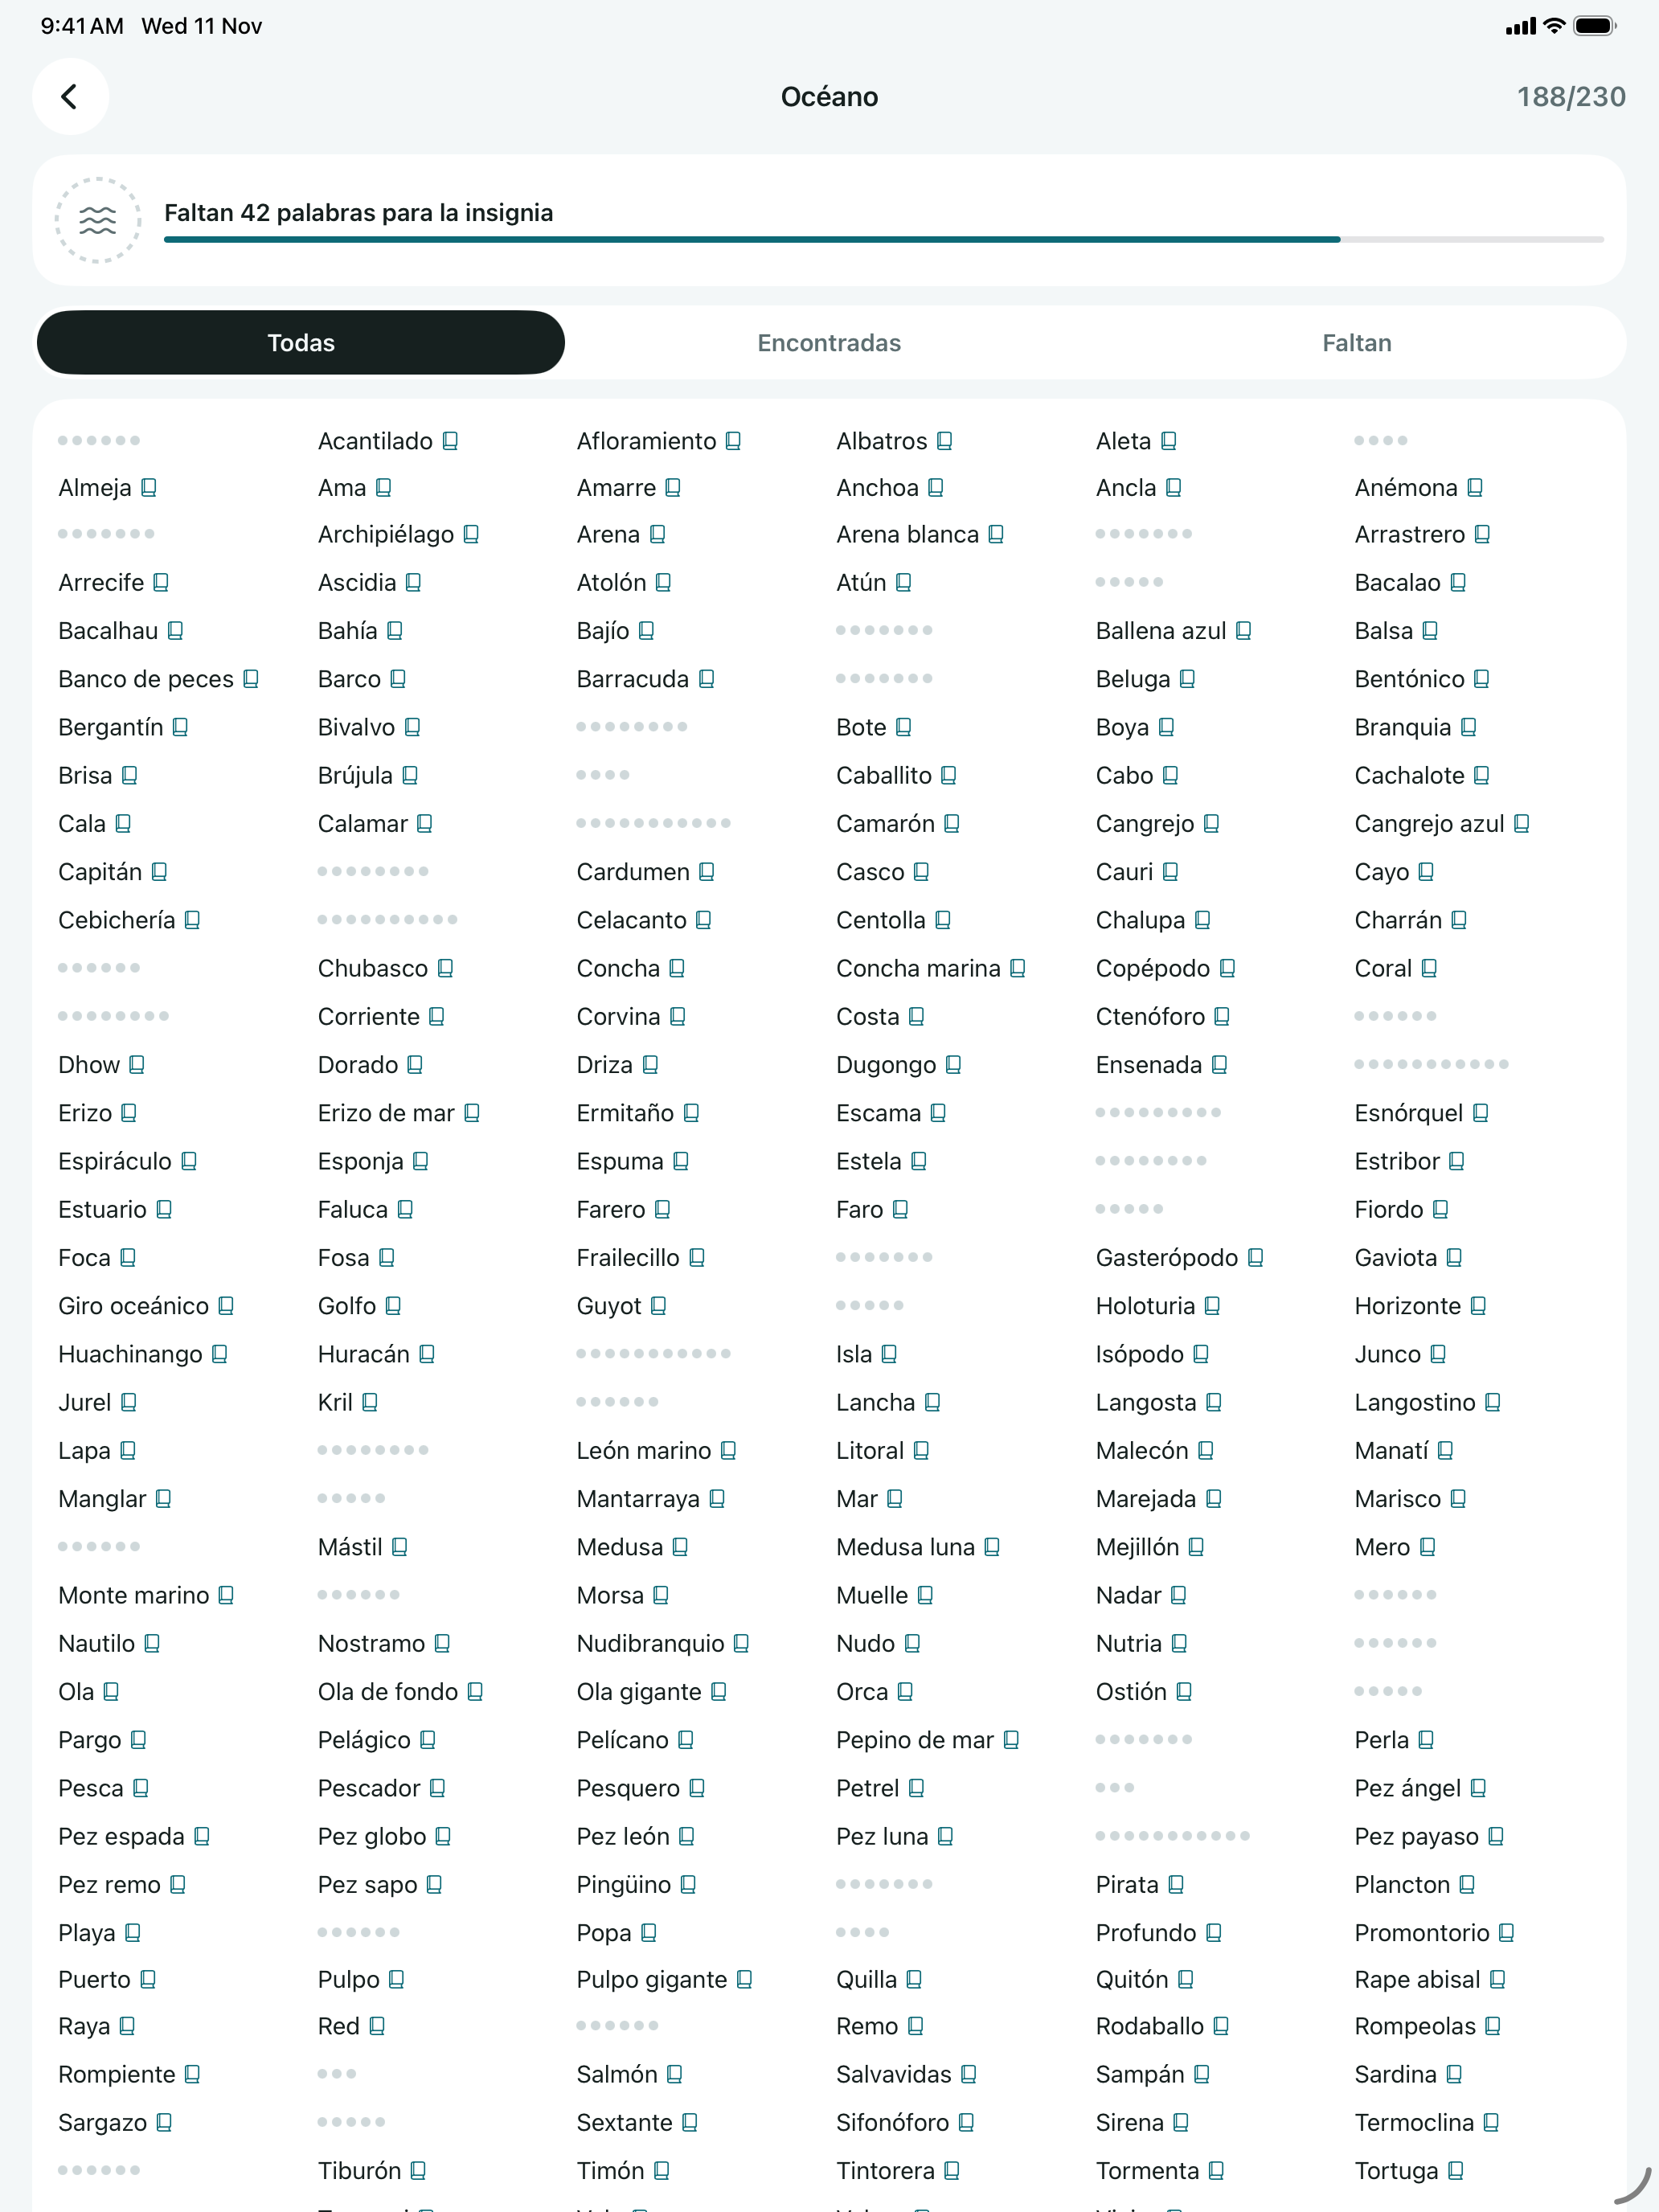 9:41 AM Wed 11 Nov
Océano
188/230
Faltan 42 palabras para la insignia
Todas Encontradas Faltan
Acantilado Afloramiento Albatros Aleta
Almeja Ama Amarre Anchoa Ancla Anémona
Archipiélago Arena Arena blanca Arrastrero
Arrecife Ascidia Atolón Atún Bacalao
Bacalhau Bahía Bajío Ballena azul Balsa
Banco de peces Barco Barracuda Beluga Bentónico
Bergantín Bivalvo Bote Boya Branquia
Brisa Brújula Caballito Cabo Cachalote
Cala Calamar Camarón Cangrejo Cangrejo azul
Capitán Cardumen Casco Cauri Cayo
Cebichería Celacanto Centolla Chalupa Charrán
Chubasco Concha Concha marina Copépodo Coral
Corriente Corvina Costa Ctenóforo
Dhow Dorado Driza Dugongo Ensenada
Erizo Erizo de mar Ermitaño Escama Esnórquel
Espiráculo Esponja Espuma Estela Estribor
Estuario Faluca Farero Faro Fiordo
Foca Fosa Frailecillo Gasterópodo Gaviota
Giro oceánico Golfo Guyot Holoturia Horizonte
Huachinango Huracán Isla Isópodo Junco
Jurel Kril Lancha Langosta Langostino
Lapa León marino Litoral Malecón Manatí
Manglar Mantarraya Mar Marejada Marisco
Mástil Medusa Medusa luna Mejillón Mero
Monte marino Morsa Muelle Nadar
Nautilo Nostramo Nudibranquio Nudo Nutria
Ola Ola de fondo Ola gigante Orca Ostión
Pargo Pelágico Pelícano Pepino de mar Perla
Pesca Pescador Pesquero Petrel Pez ángel
Pez espada Pez globo Pez león Pez luna Pez payaso
Pez remo Pez sapo Pingüino Pirata Plancton
Playa Popa Profundo Promontorio
Puerto Pulpo Pulpo gigante Quilla Quitón Rape abisal
Raya Red Remo Rodaballo Rompeolas
Rompiente Salmón Salvavidas Sampán Sardina
Sargazo Sextante Sifonóforo Sirena Termoclina
Tiburón Timón Tintorera Tormenta Tortuga